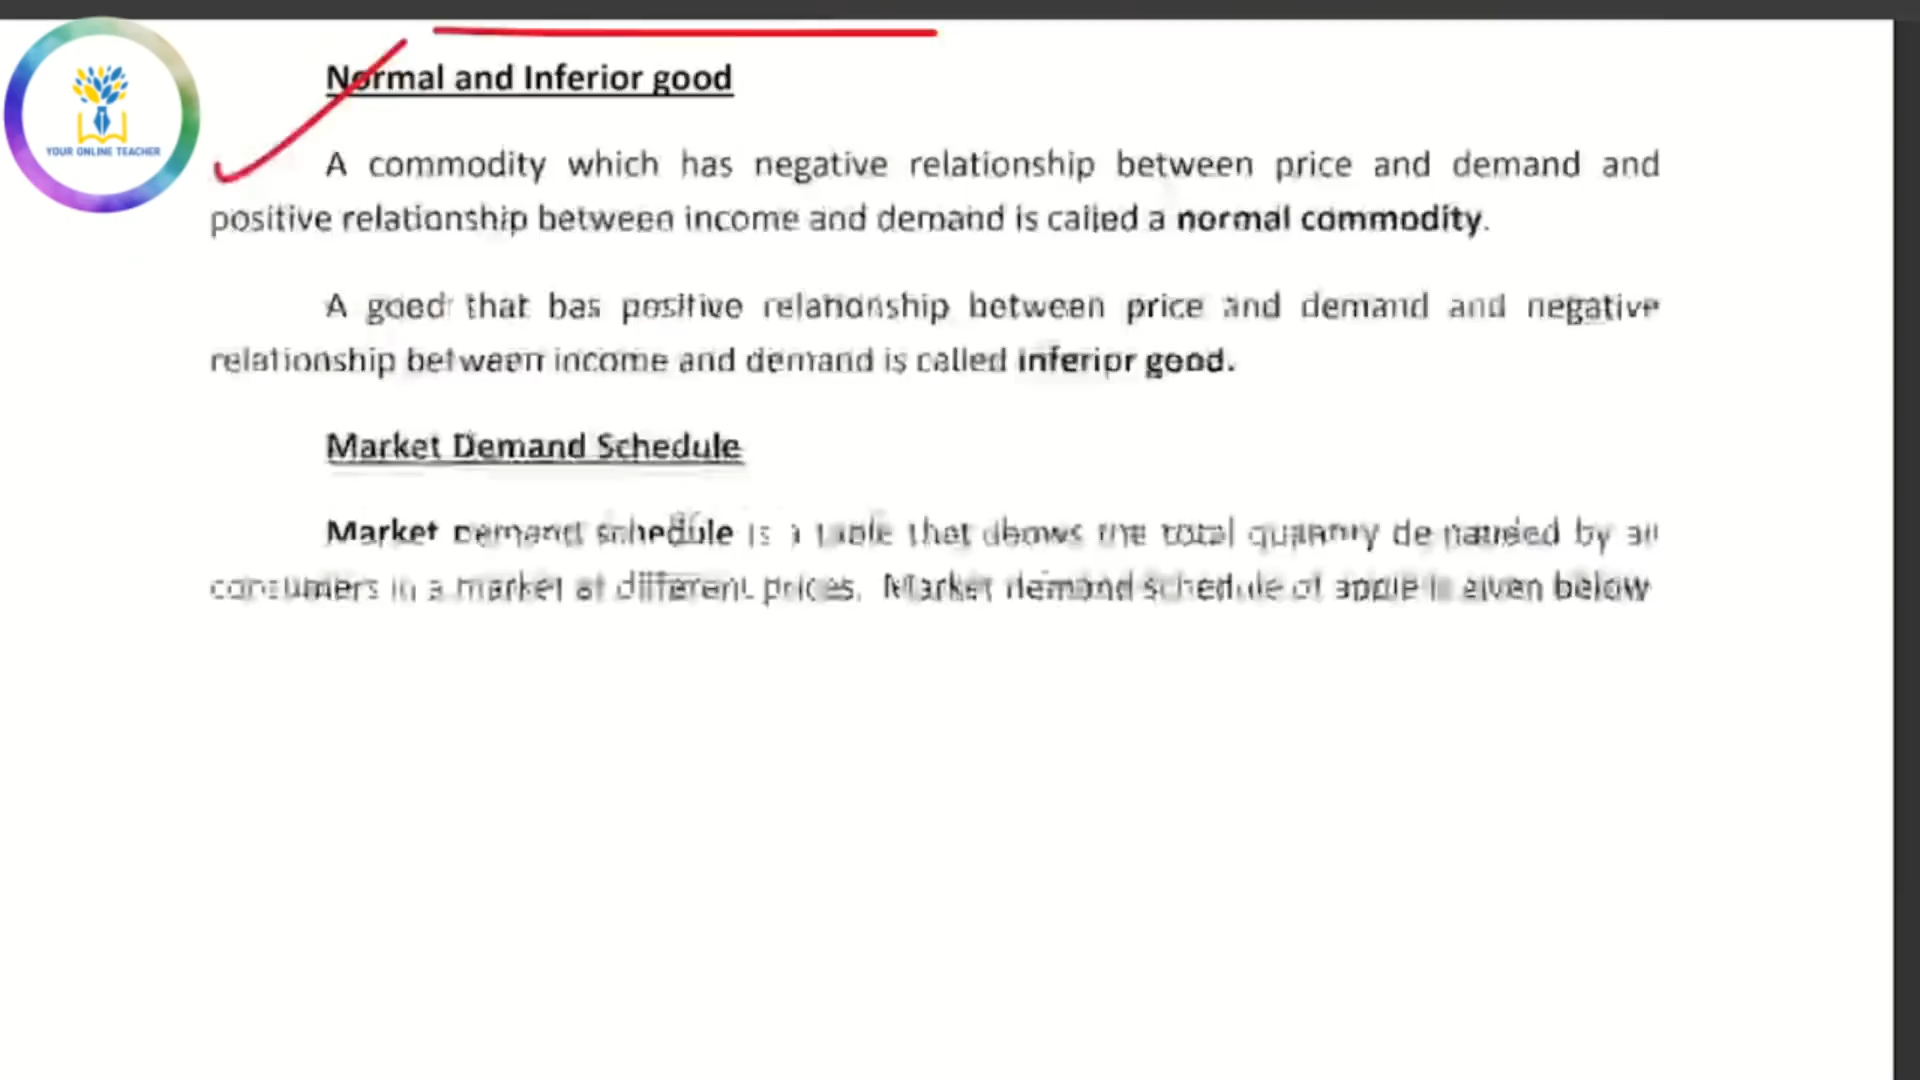 YOUR ONLINE TEACHER
Normal and Inferior good
A commodity which has negative relationship between price and demand and
positive relationship between income and demand is called a normal commodity.
A good that has positive relationship between price and demand and negative
relationship between income and demand is called inferior good.
Market Demand Schedule
Market demand schedule is a table that shows the total quantity demanded by all
consumers in a market at different prices. Market demand schedule of apple is given below